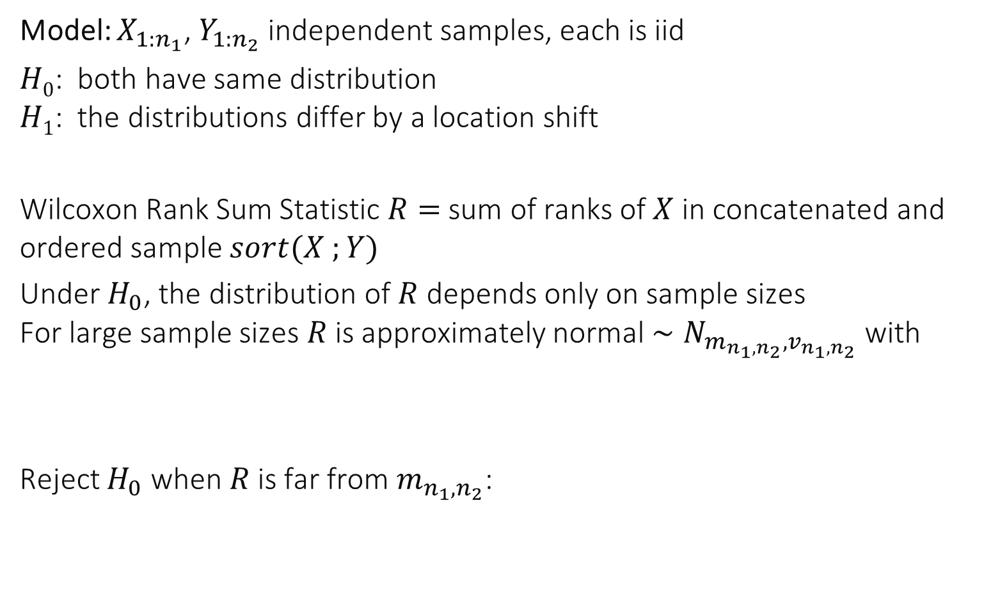 Model: $X_{1:n_1}, Y_{1:n_2}$ independent samples, each is iid
$H_0$: both have same distribution
$H_1$: the distributions differ by a location shift
Wilcoxon Rank Sum Statistic $R$ = sum of ranks of $X$ in concatenated and
ordered sample $sort(X ; Y)$
Under $H_0$, the distribution of $R$ depends only on sample sizes
For large sample sizes $R$ is approximately normal ~ $N_{m_{n_1,n_2},v_{n_1,n_2}}$ with
Reject $H_0$ when $R$ is far from $m_{n_1,n_2}$: